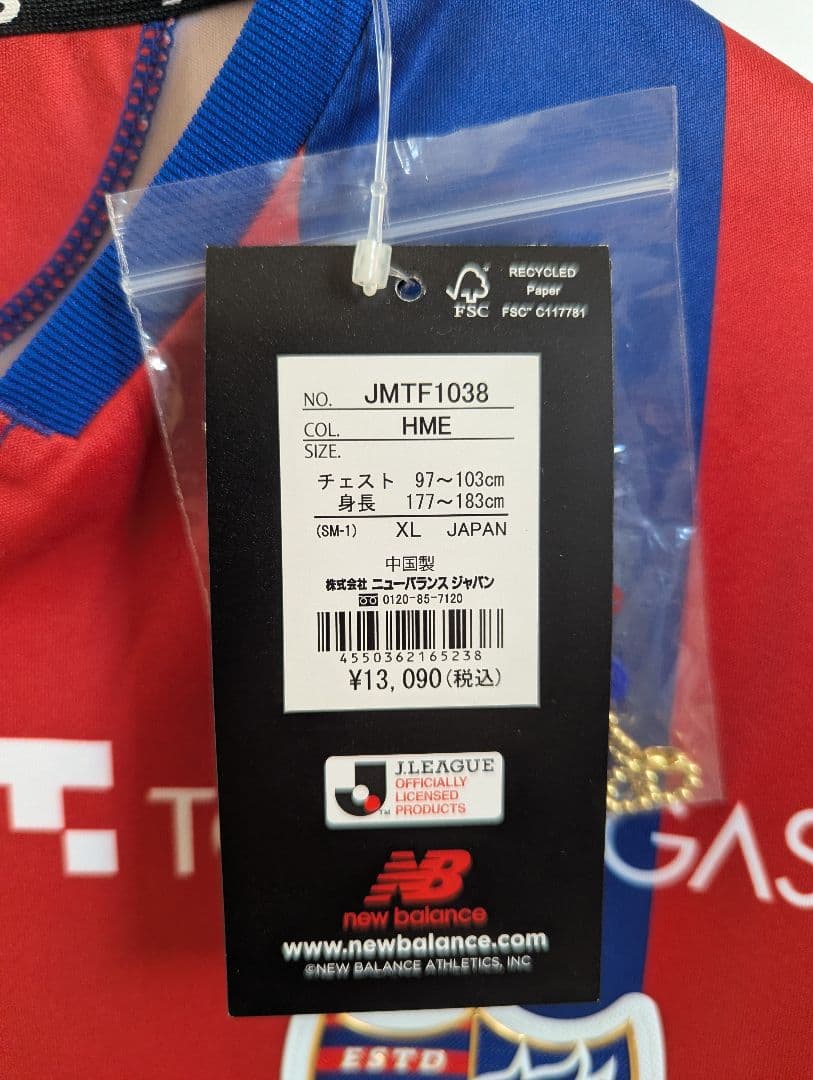 RECYCLED
Paper
FSC™ C117781
FSC
NO. JMTF1038
COL. HME
SIZE.
チェスト 97～103cm
身長 177～183cm
(SM-1) XL JAPAN
中国製
株式会社 ニューバランス ジャパン
0120-85-7120
4550362165238
¥13,090(税込)
J.LEAGUE
OFFICIALLY
LICENSED
PRODUCTS
TM
NB
new balance
www.newbalance.com
©NEW BALANCE ATHLETICS, INC
GAS
ESTD